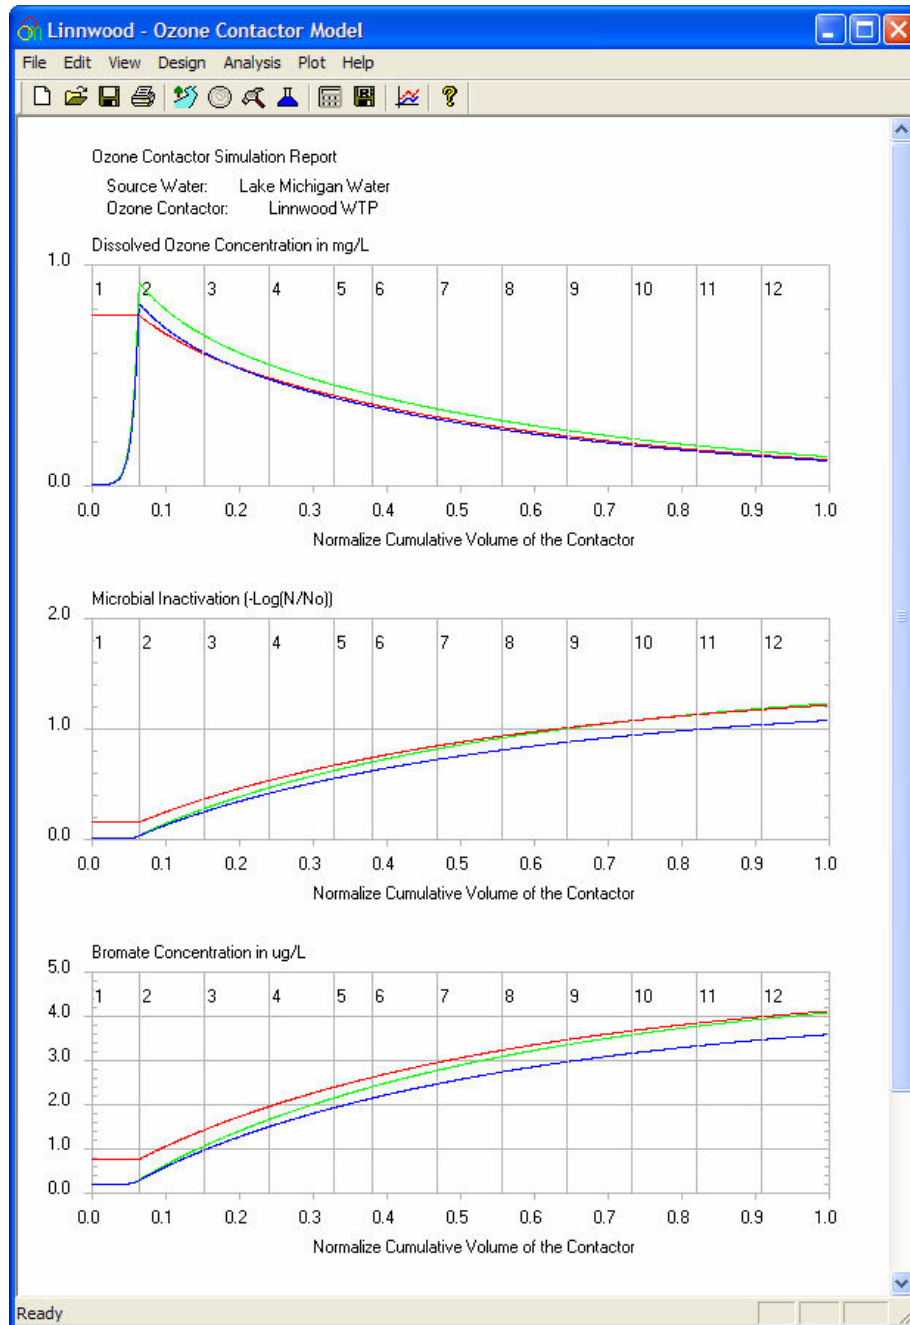 Linnwood - Ozone Contactor Model
File Edit View Design Analysis Plot Help
Ozone Contactor Simulation Report
Source Water: Lake Michigan Water
Ozone Contactor: Linnwood WTP
Dissolved Ozone Concentration in mg/L
1.0
1 2 3 4 5 6 7 8 9 10 11 12
0.0
0.0 0.1 0.2 0.3 0.4 0.5 0.6 0.7 0.8 0.9 1.0
Normalize Cumulative Volume of the Contactor
Microbial Inactivation (-Log(N/No))
2.0
1 2 3 4 5 6 7 8 9 10 11 12
1.0
0.0
0.0 0.1 0.2 0.3 0.4 0.5 0.6 0.7 0.8 0.9 1.0
Normalize Cumulative Volume of the Contactor
Bromate Concentration in ug/L
5.0
1 2 3 4 5 6 7 8 9 10 11 12
4.0
3.0
2.0
1.0
0.0
0.0 0.1 0.2 0.3 0.4 0.5 0.6 0.7 0.8 0.9 1.0
Normalize Cumulative Volume of the Contactor
Ready